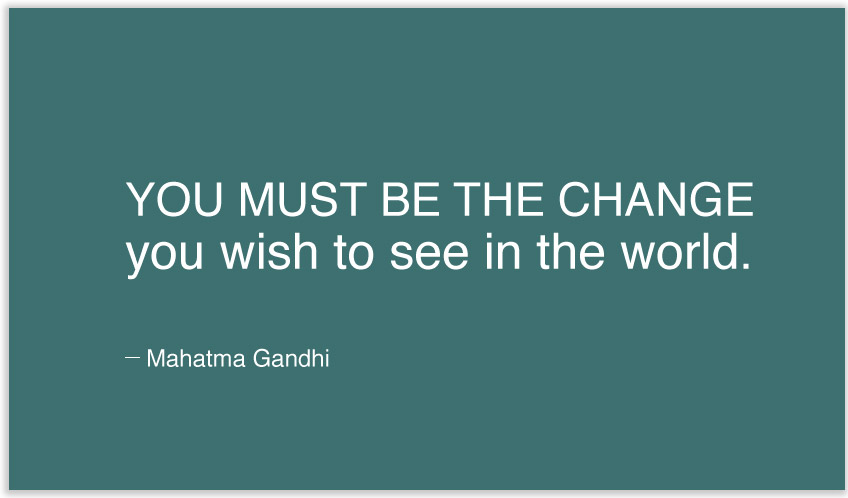 YOU MUST BE THE CHANGE
you wish to see in the world.
— Mahatma Gandhi